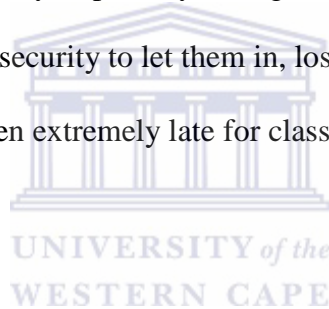 security to let them in, los
en extremely late for class
UNIVERSITY of the
WESTERN CAPE